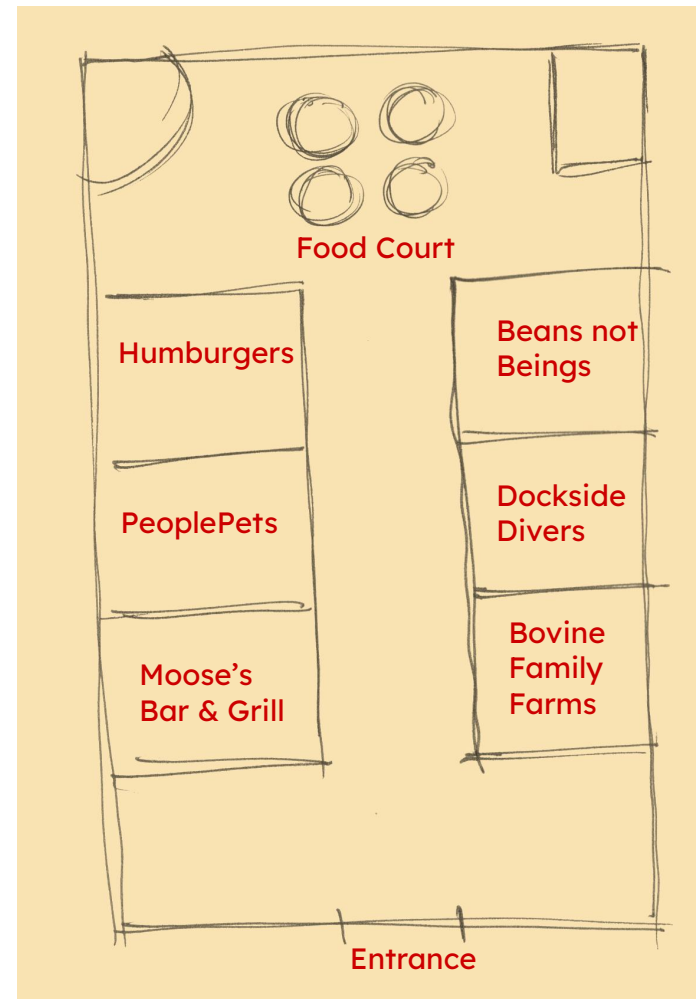 Food Court
Humburgers
Beans not
Beings
PeoplePets
Dockside
Divers
Moose’s
Bar & Grill
Bovine
Family
Farms
Entrance